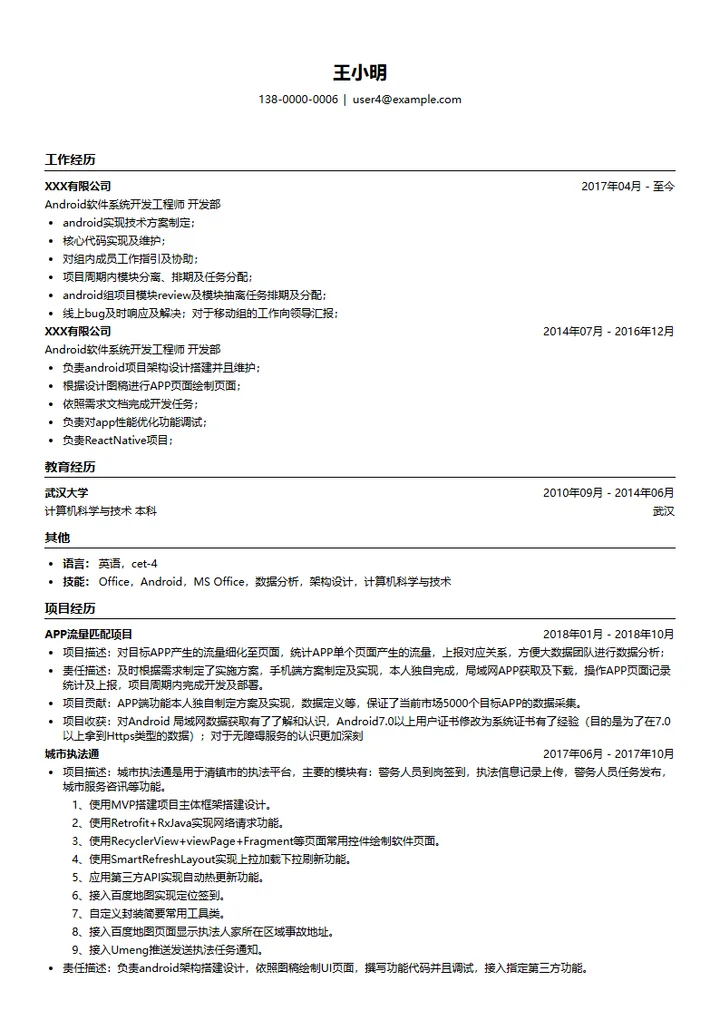 王小明
138-0000-0006 | user4@example.com
工作经历
XXX有限公司 2017年04月 - 至今
Android软件系统开发工程师 开发部
• android实现技术方案制定；
• 核心代码实现及维护；
• 对组内成员工作指引及协助；
• 项目周期内模块分离、排期及任务分配；
• android组项目模块review及模块抽离任务排期及分配；
• 线上bug及时响应及解决；对于移动组的工作向领导汇报；
XXX有限公司 2014年07月 - 2016年12月
Android软件系统开发工程师 开发部
• 负责android项目架构设计搭建并且维护；
• 根据设计图稿进行APP页面绘制页面；
• 依照需求文档完成开发任务；
• 负责对app性能优化功能调试；
• 负责ReactNative项目；
教育经历
武汉大学 2010年09月 - 2014年06月
计算机科学与技术 本科 武汉
其他
• 语言： 英语，cet-4
• 技能： Office，Android，MS Office，数据分析，架构设计，计算机科学与技术
项目经历
APP流量匹配项目 2018年01月 - 2018年10月
• 项目描述：对目标APP产生的流量细化至页面，统计APP单个页面产生的流量，上报对应关系，方便大数据团队进行数据分析；
• 责任描述：及时根据需求制定了实施方案，手机端方案制定及实现，本人独自完成，局域网APP获取及下载，操作APP页面记录
统计及上报，项目周期内完成开发及部署。
• 项目贡献：APP端功能本人独自制定方案及实现，数据定义等，保证了当前市场5000个目标APP的数据采集。
• 项目收获：对Android 局域网数据获取有了了解和认识，Android7.0以上用户证书修改为系统证书有了经验（目的是为了在7.0
以上拿到Https类型的数据）；对于无障碍服务的认识更加深刻
城市执法通 2017年06月 - 2017年10月
• 项目描述：城市执法通是用于清镇市的执法平台，主要的模块有：警务人员到岗签到，执法信息记录上传，警务人员任务发布，
城市服务咨讯等功能。
1、使用MVP搭建项目主体框架搭建设计。
2、使用Retrofit+RxJava实现网络请求功能。
3、使用RecyclerView+viewPage+Fragment等页面常用控件绘制软件页面。
4、使用SmartRefreshLayout实现上拉加载下拉刷新功能。
5、应用第三方API实现自动热更新功能。
6、接入百度地图实现定位签到。
7、自定义封装简要常用工具类。
8、接入百度地图页面显示执法人家所在区域事故地址。
9、接入Umeng推送发送执法任务通知。
• 责任描述：负责android架构搭建设计，依照图稿绘制UI页面，撰写功能代码并且调试，接入指定第三方功能。